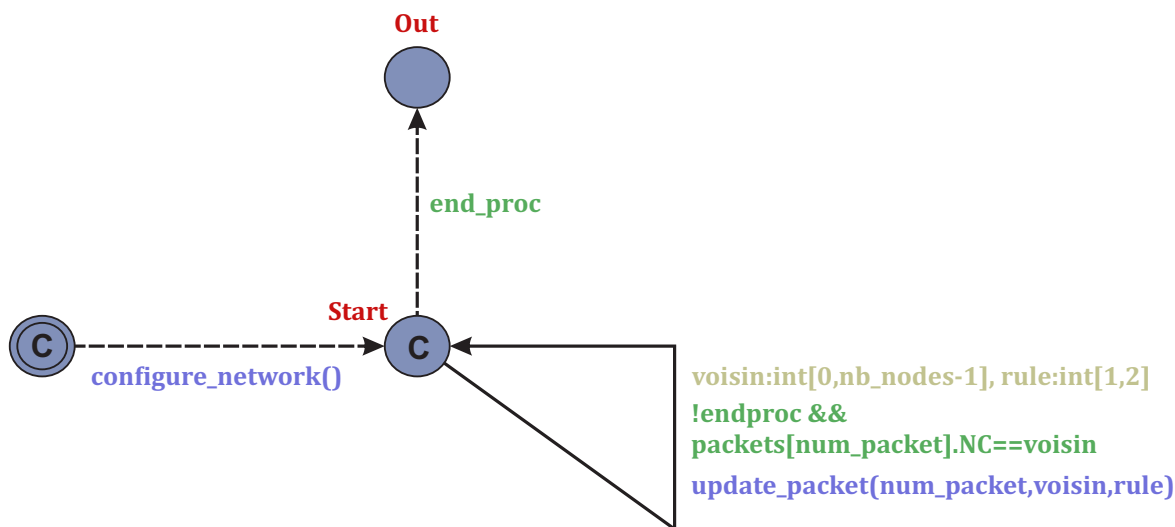 Out
end_proc
Start
C
C
configure_network()
voisin:int[0,nb_nodes-1], rule:int[1,2]
!endproc &&
packets[num_packet].NC==voisin
update_packet(num_packet,voisin,rule)